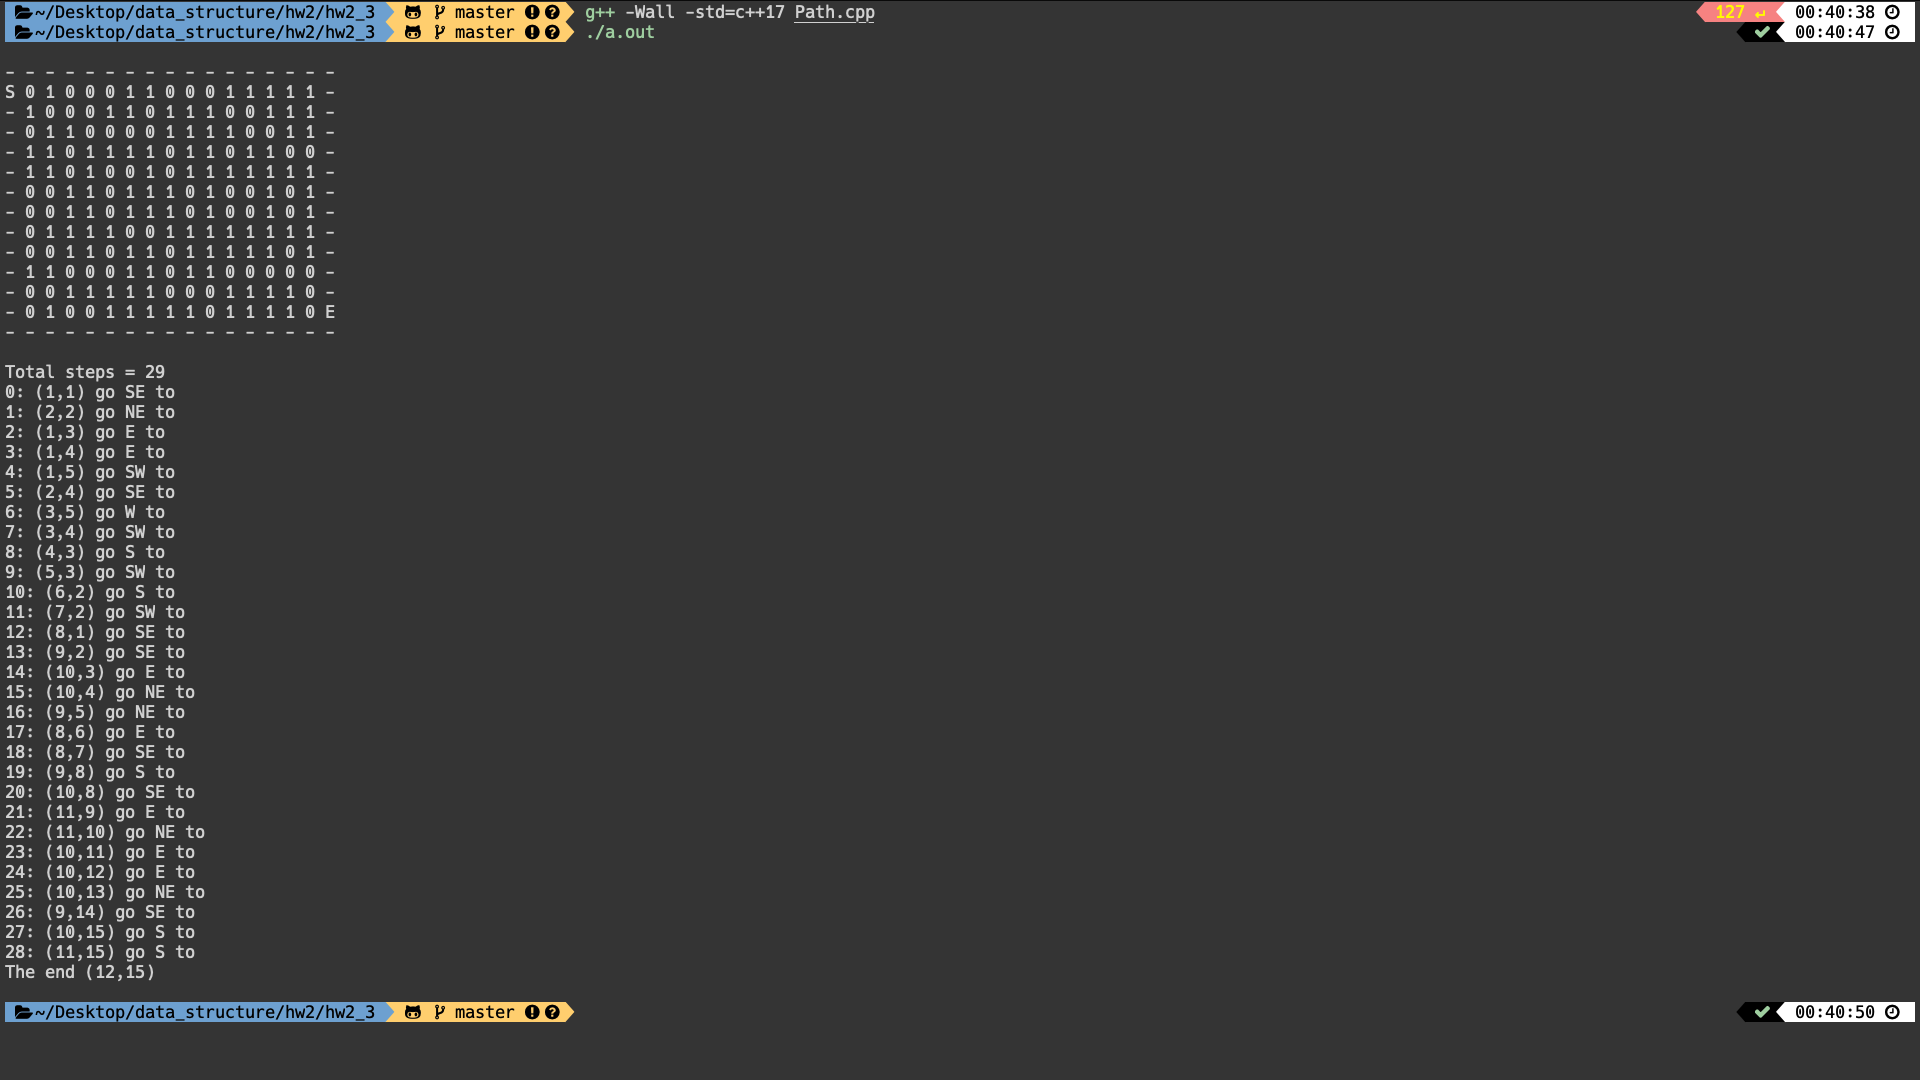 ~/Desktop/data_structure/hw2/hw2_3 master g++ -Wall -std=c++17 Path.cpp 127 ↵ 00:40:38
~/Desktop/data_structure/hw2/hw2_3 master ./a.out ✔ 00:40:47
- - - - - - - - - - - - - - - - -
S 0 1 0 0 0 1 1 0 0 0 1 1 1 1 1 -
- 1 0 0 0 1 1 0 1 1 1 0 0 1 1 1 -
- 0 1 1 0 0 0 0 1 1 1 1 0 0 1 1 -
- 1 1 0 1 1 1 1 0 1 1 0 1 1 0 0 -
- 1 1 0 1 0 0 1 0 1 1 1 1 1 1 1 -
- 0 0 1 1 0 1 1 1 0 1 0 0 1 0 1 -
- 0 0 1 1 0 1 1 1 0 1 0 0 1 0 1 -
- 0 1 1 1 1 0 0 1 1 1 1 1 1 1 1 -
- 0 0 1 1 0 1 1 0 1 1 1 1 1 0 1 -
- 1 1 0 0 0 1 1 0 1 1 0 0 0 0 0 -
- 0 0 1 1 1 1 1 0 0 0 1 1 1 1 0 -
- 0 1 0 0 1 1 1 1 1 0 1 1 1 1 0 E
- - - - - - - - - - - - - - - - -
Total steps = 29
0: (1,1) go SE to
1: (2,2) go NE to
2: (1,3) go E to
3: (1,4) go E to
4: (1,5) go SW to
5: (2,4) go SE to
6: (3,5) go W to
7: (3,4) go SW to
8: (4,3) go S to
9: (5,3) go SW to
10: (6,2) go S to
11: (7,2) go SW to
12: (8,1) go SE to
13: (9,2) go SE to
14: (10,3) go E to
15: (10,4) go NE to
16: (9,5) go NE to
17: (8,6) go E to
18: (8,7) go SE to
19: (9,8) go S to
20: (10,8) go SE to
21: (11,9) go E to
22: (11,10) go NE to
23: (10,11) go E to
24: (10,12) go E to
25: (10,13) go NE to
26: (9,14) go SE to
27: (10,15) go S to
28: (11,15) go S to
The end (12,15)
~/Desktop/data_structure/hw2/hw2_3 master ✔ 00:40:50